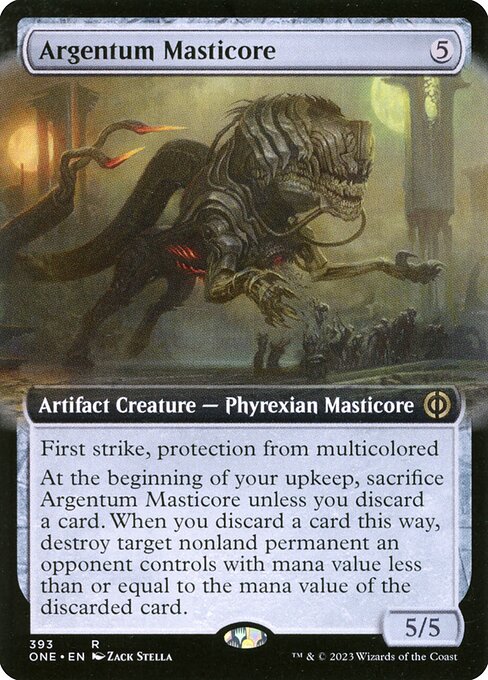 Argentum Masticore 5
Artifact Creature — Phyrexian Masticore
First strike, protection from multicolored
At the beginning of your upkeep, sacrifice
Argentum Masticore unless you discard
a card. When you discard a card this way,
destroy target nonland permanent an
opponent controls with mana value less
than or equal to the mana value of the
discarded card.
5/5
393 R
ONE • EN Zack Stella ™ & © 2023 Wizards of the Coast